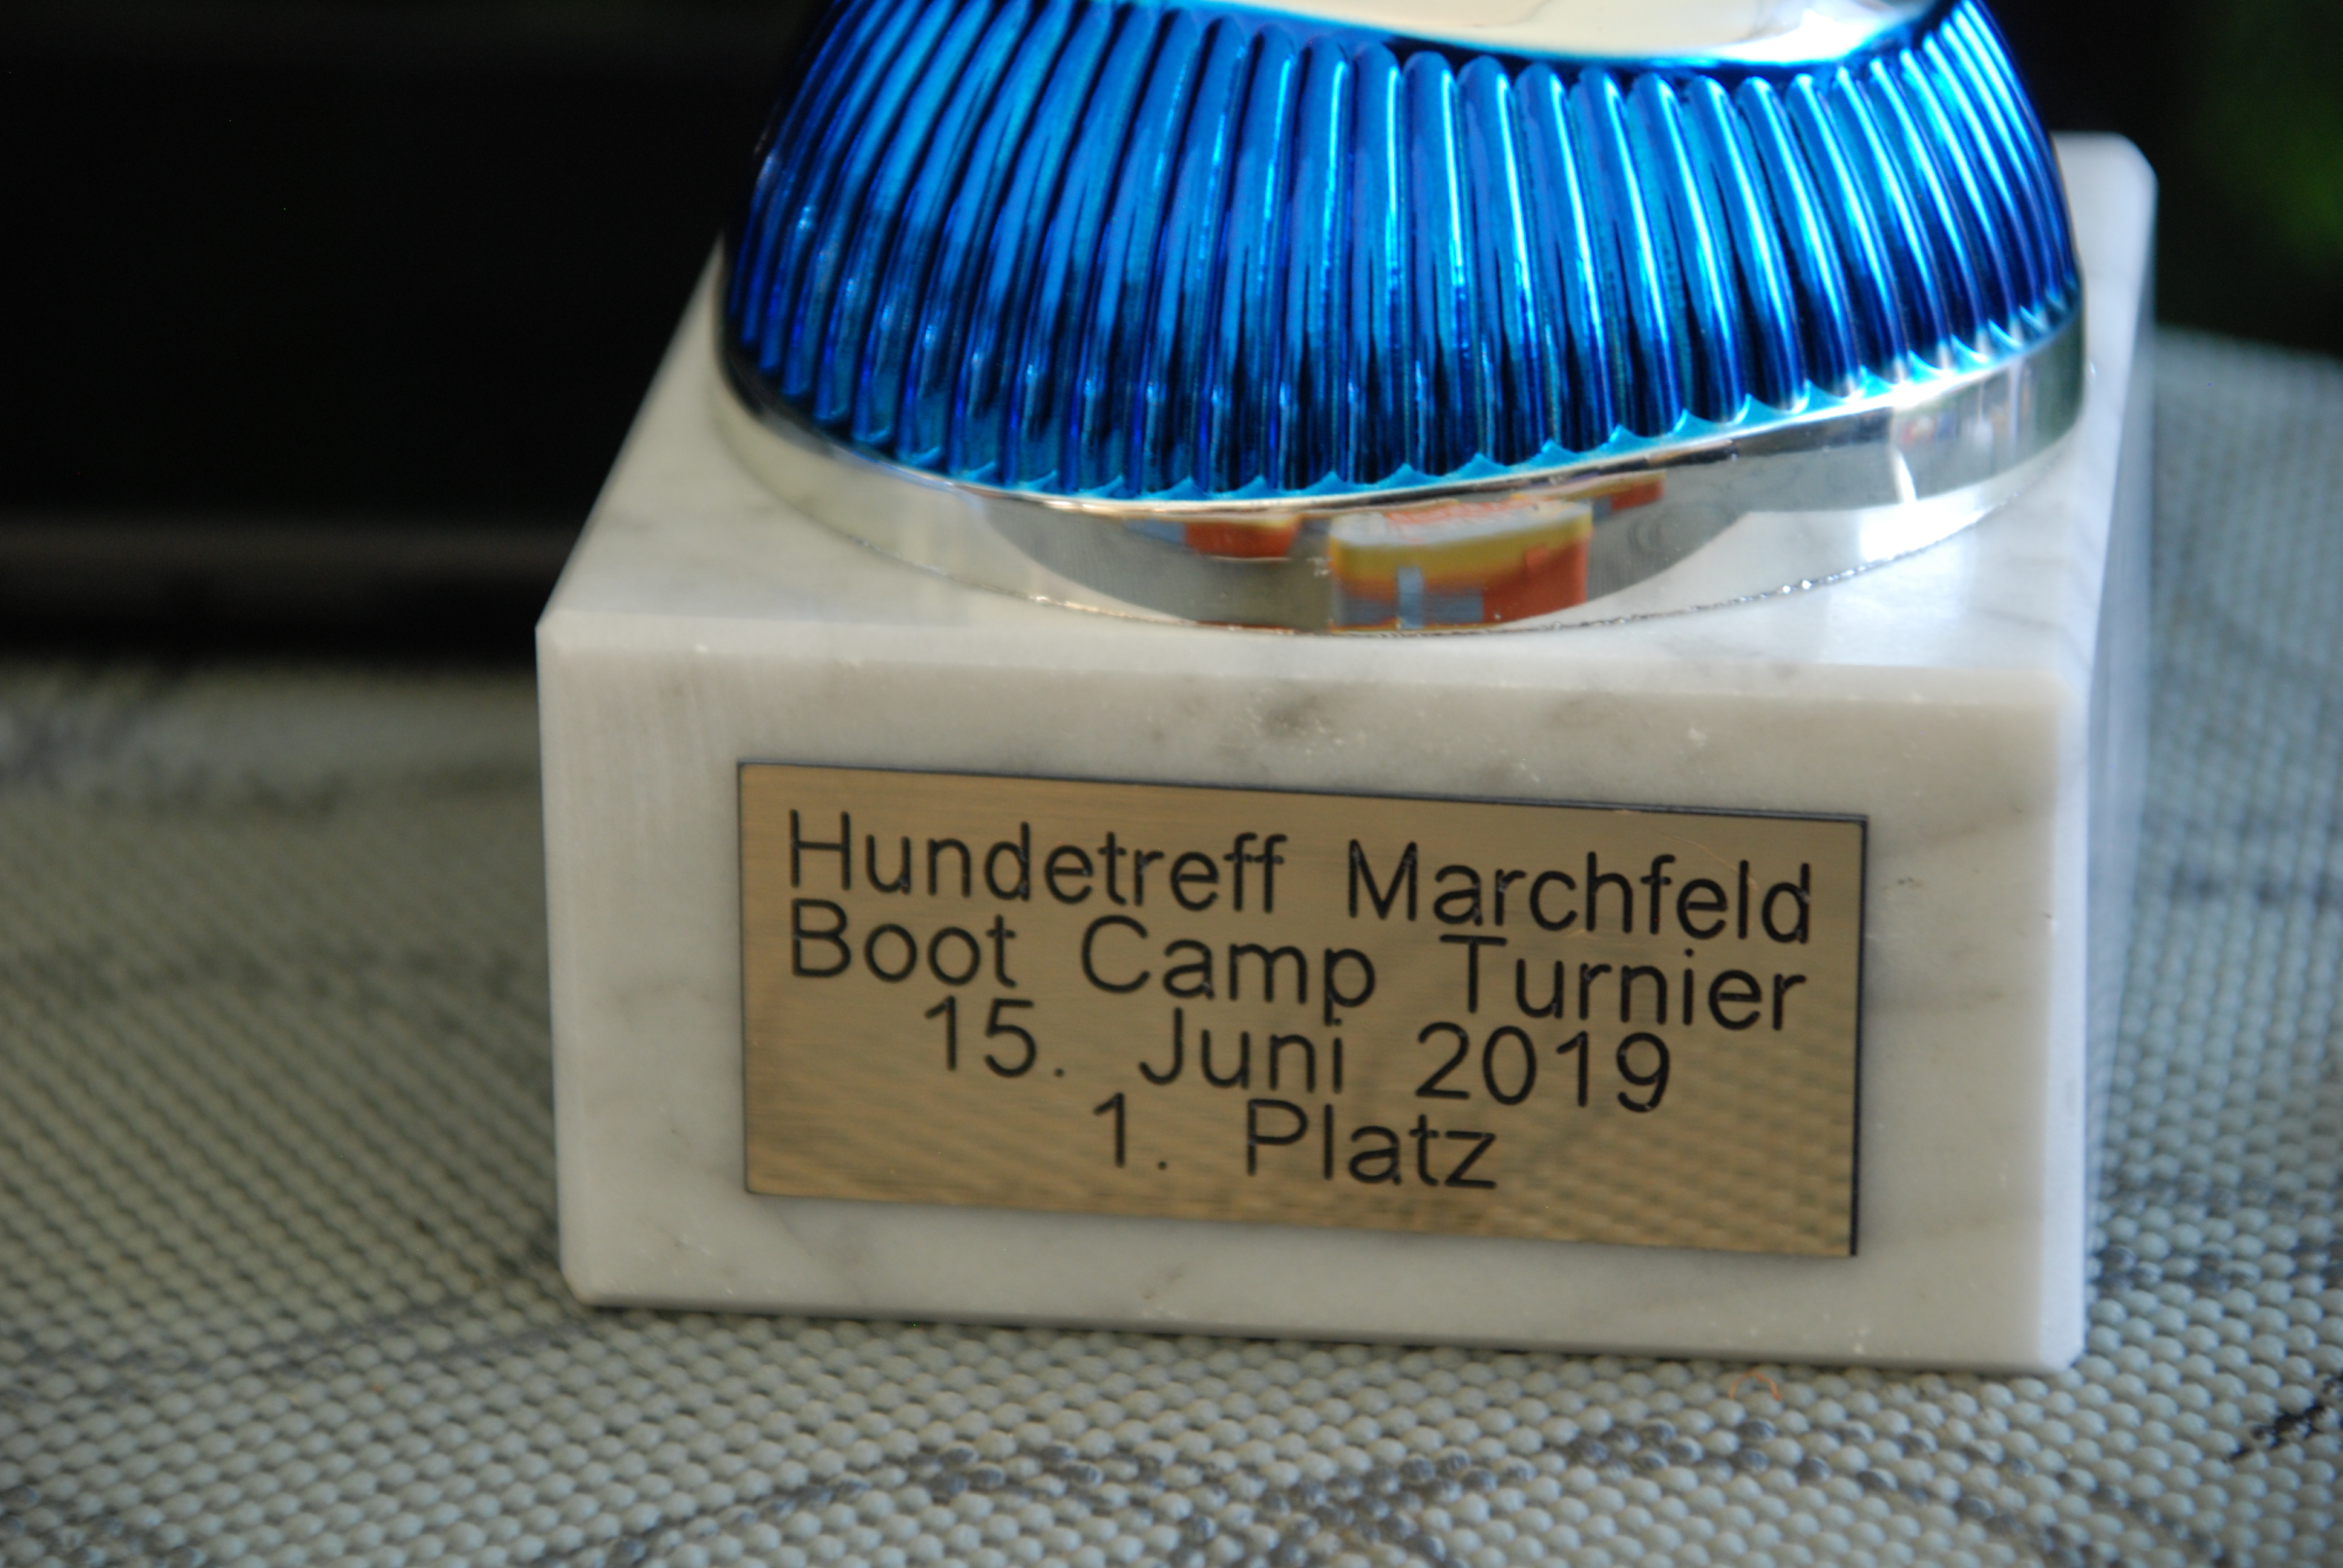 Hundetreff Marchfeld
Boot Camp Turnier
15. Juni 2019
1. Platz